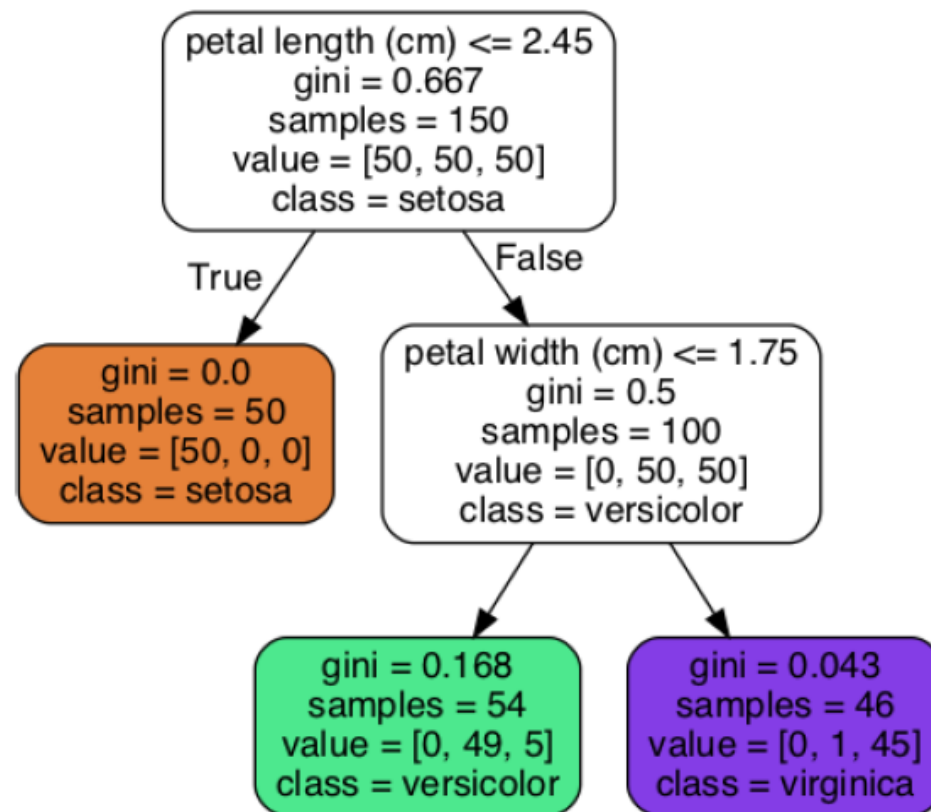 petal length (cm) <= 2.45
gini = 0.667
samples = 150
value = [50, 50, 50]
class = setosa
True
False
gini = 0.0
samples = 50
value = [50, 0, 0]
class = setosa
petal width (cm) <= 1.75
gini = 0.5
samples = 100
value = [0, 50, 50]
class = versicolor
gini = 0.168
samples = 54
value = [0, 49, 5]
class = versicolor
gini = 0.043
samples = 46
value = [0, 1, 45]
class = virginica